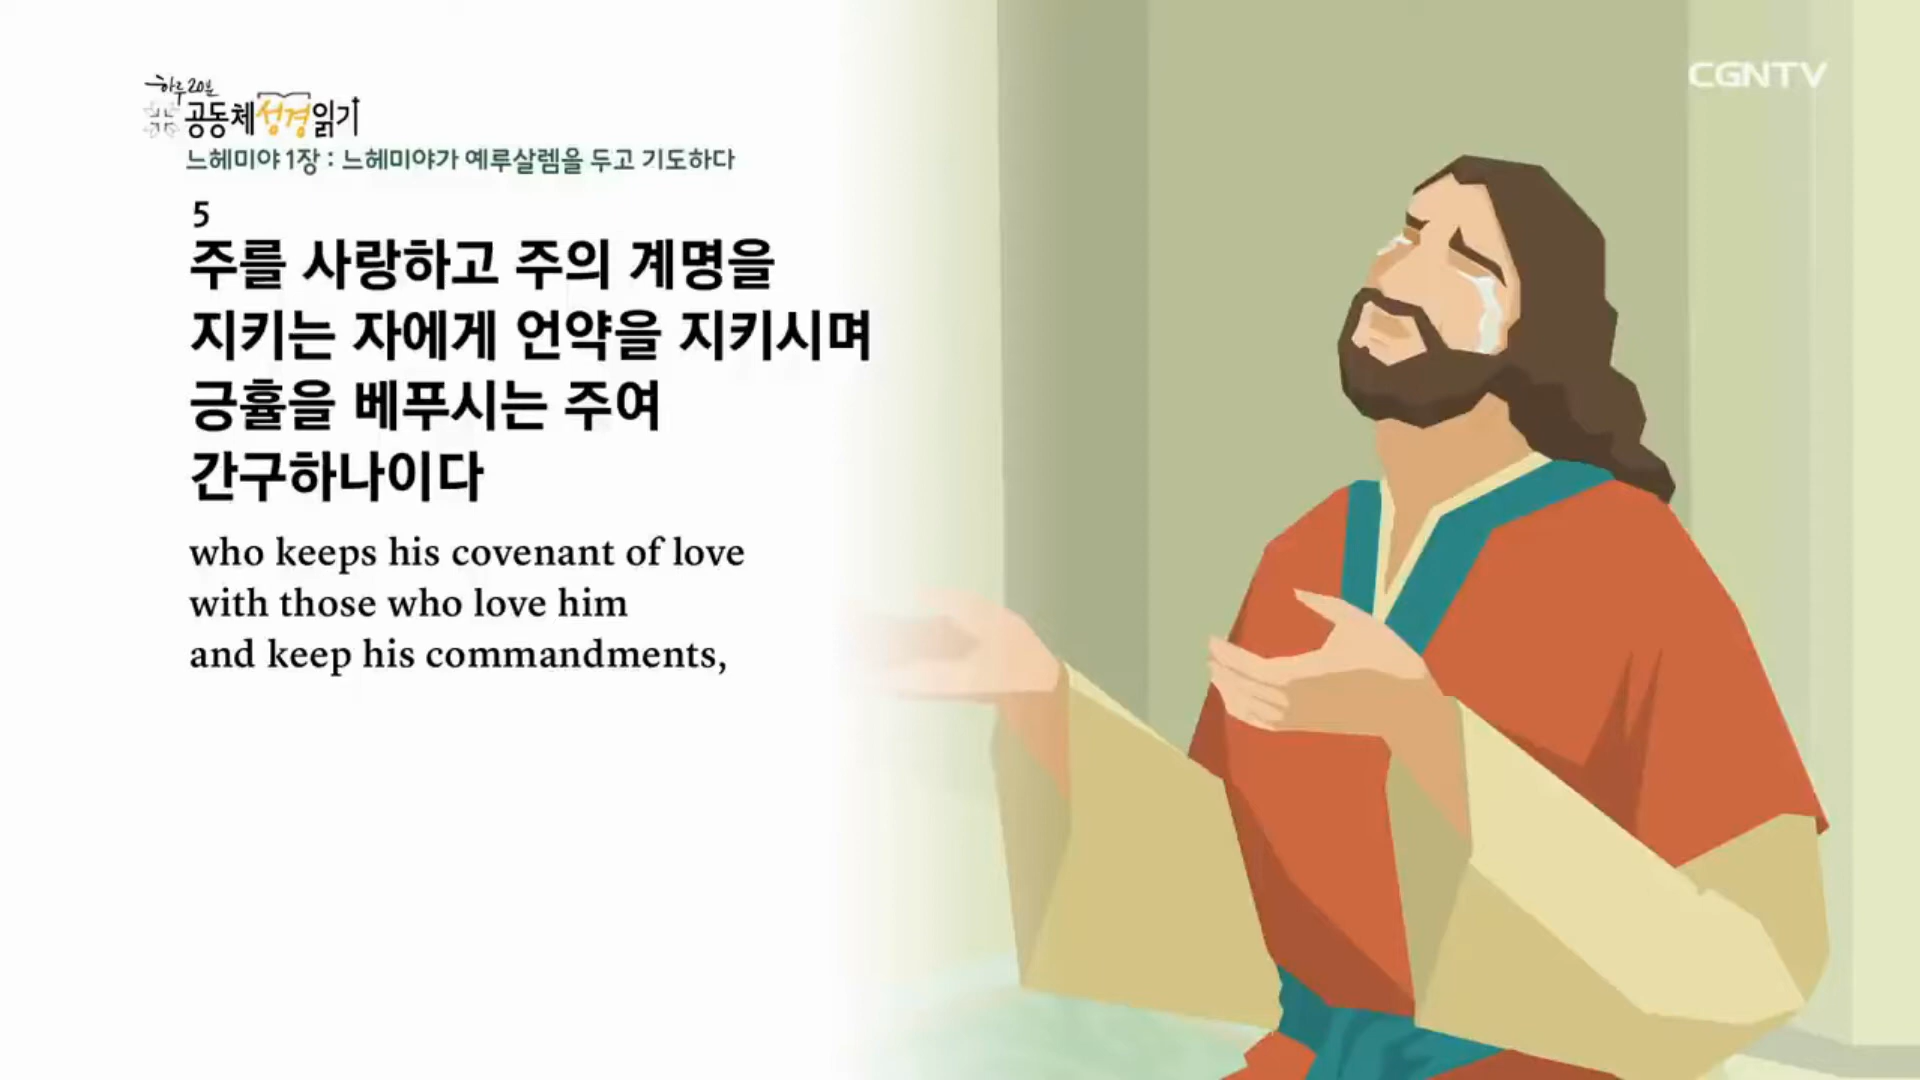 하루 20분
공동체성경읽기
CGNTV
느헤미야 1장 : 느헤미야가 예루살렘을 두고 기도하다
5
주를 사랑하고 주의 계명을
지키는 자에게 언약을 지키시며
긍휼을 베푸시는 주여
간구하나이다
who keeps his covenant of love
with those who love him
and keep his commandments,